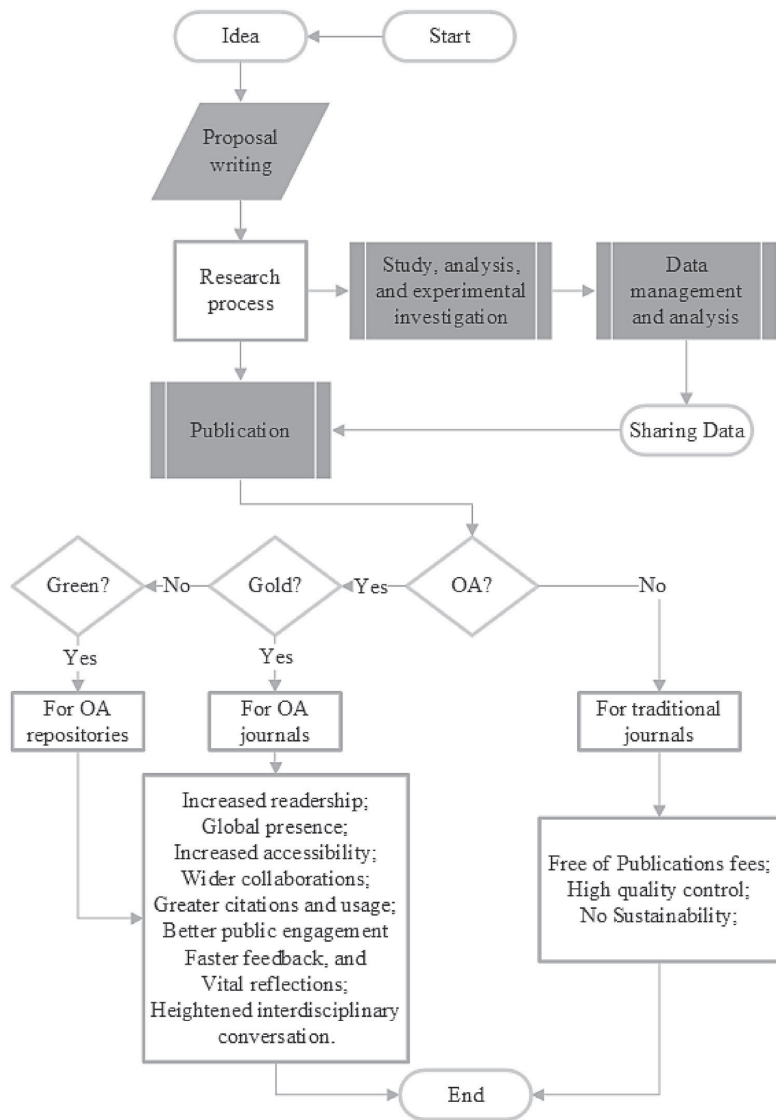 Idea
Start
Proposal
writing
Research
process
Study, analysis,
and experimental
investigation
Data
management
and analysis
Publication
Sharing Data
Green?
No
Gold?
Yes
OA?
No
Yes
Yes
For OA
repositories
For OA
journals
For traditional
journals
Increased readership;
Global presence;
Increased accessibility;
Wider collaborations;
Greater citations and usage;
Better public engagement
Faster feedback, and
Vital reflections;
Heightened interdisciplinary
conversation.
Free of Publications fees;
High quality control;
No Sustainability;
End